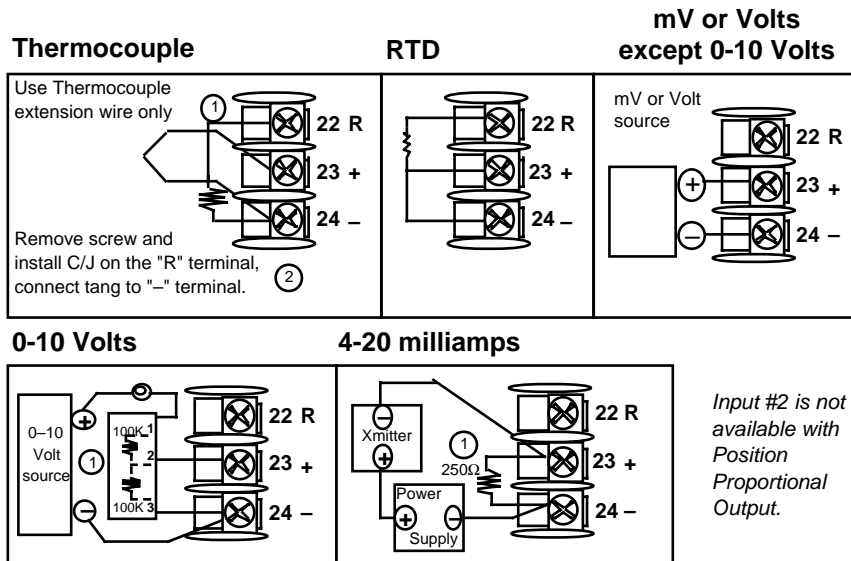 Thermocouple
RTD
mV or Volts
except 0-10 Volts
Use Thermocouple
extension wire only
1
22 R
23 +
24 –
Remove screw and
install C/J on the "R" terminal,
connect tang to "–" terminal.
2
22 R
23 +
24 –
mV or Volt
source
+
–
22 R
23 +
24 –
0-10 Volts
4-20 milliamps
0–10
Volt
source
+
–
1
100K
1
2
100K
3
22 R
23 +
24 –
–
Xmitter
+
1
250Ω
Power
+ –
Supply
22 R
23 +
24 –
Input #2 is not
available with
Position
Proportional
Output.